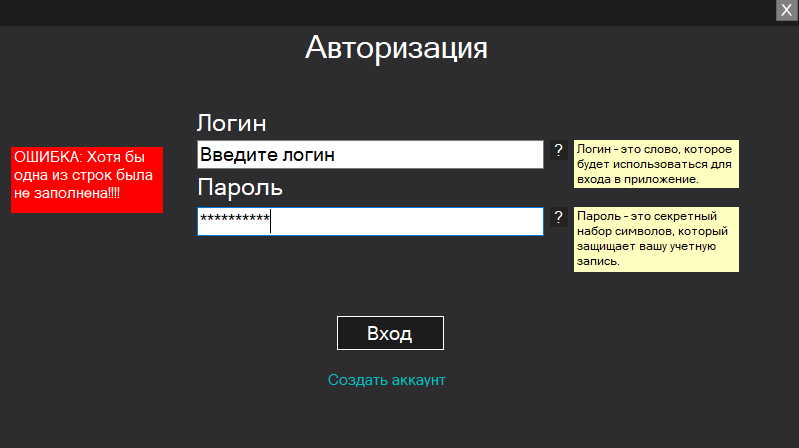 X
Авторизация
Логин
Введите логин
?
Логин - это слово, которое
будет использоваться для
входа в приложение.
ОШИБКА: Хотя бы
одна из строк была
не заполнена!!!!
Пароль
**********
?
Пароль - это секретный
набор символов, который
защищает вашу учетную
запись.
Вход
Создать аккаунт